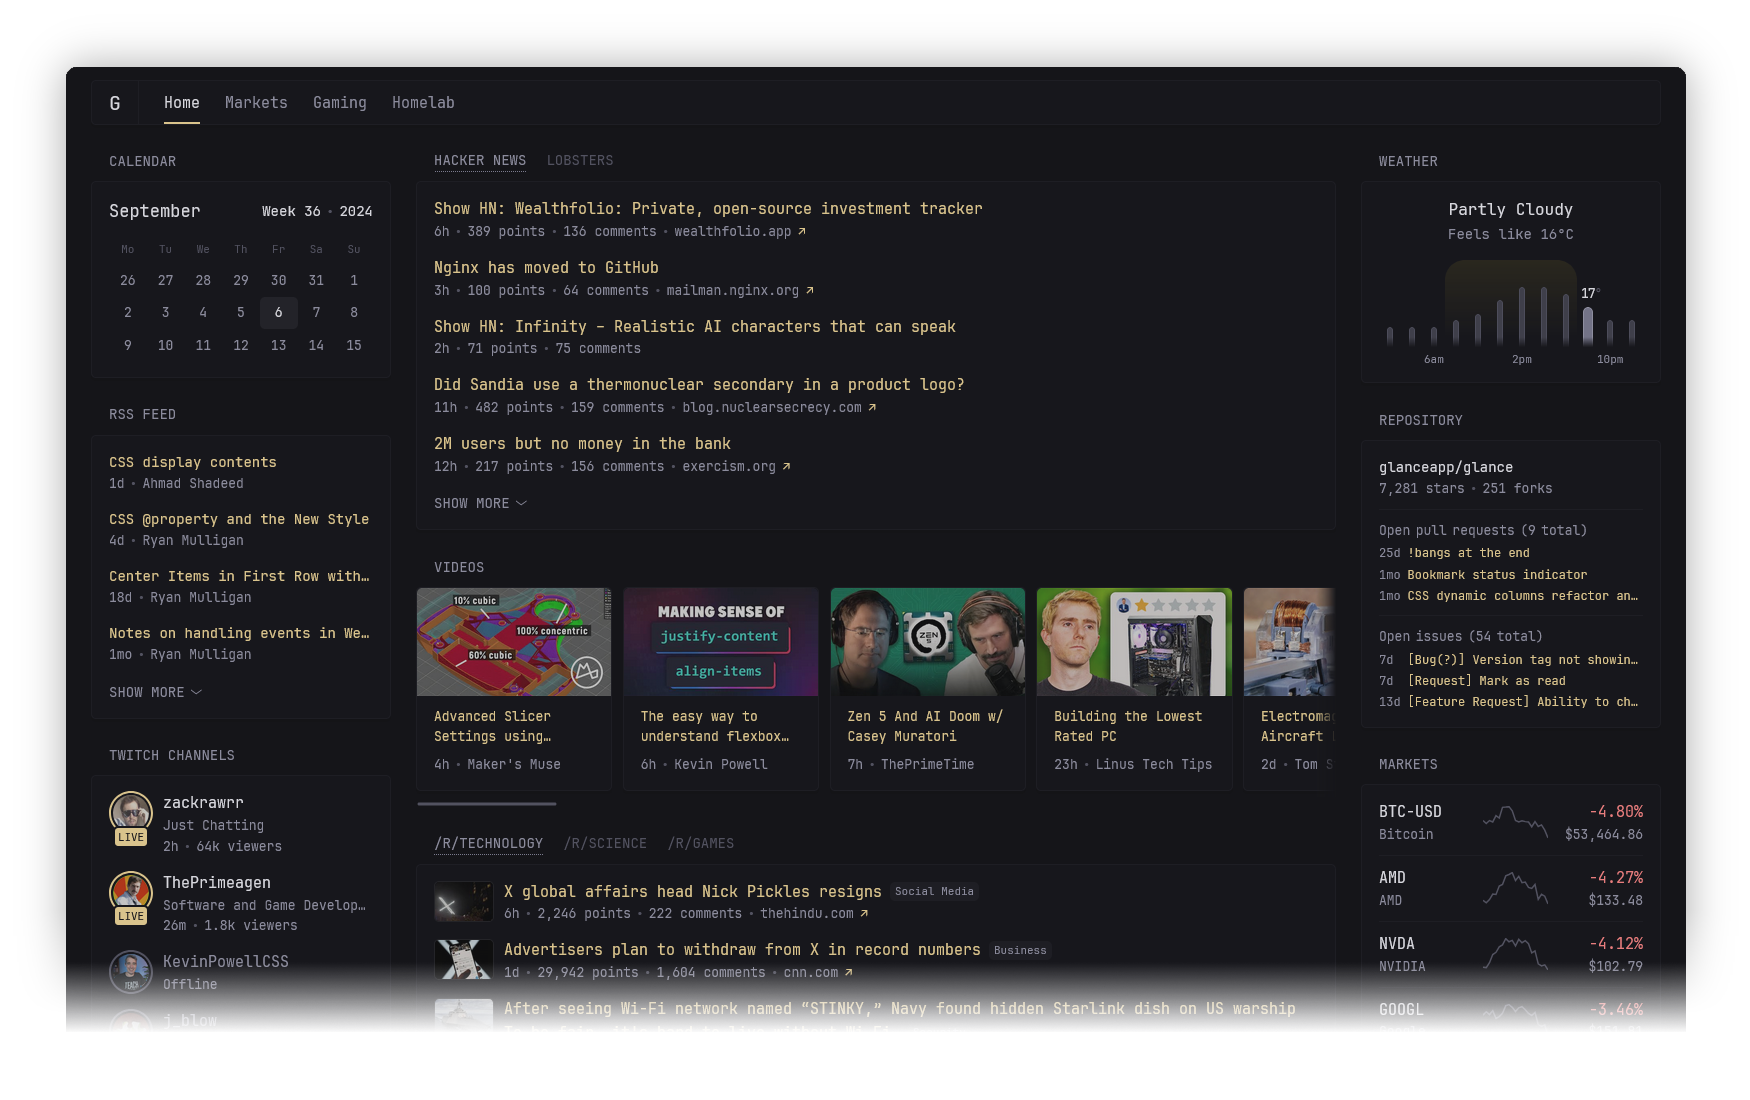 G Home Markets Gaming Homelab
CALENDAR
September Week 36 • 2024
Mo Tu We Th Fr Sa Su
26 27 28 29 30 31 1
2 3 4 5 6 7 8
9 10 11 12 13 14 15
RSS FEED
CSS display contents
1d • Ahmad Shadeed
CSS @property and the New Style
4d • Ryan Mulligan
Center Items in First Row with…
18d • Ryan Mulligan
Notes on handling events in We…
1mo • Ryan Mulligan
SHOW MORE
TWITCH CHANNELS
zackrawrr
Just Chatting
2h • 64k viewers
LIVE
ThePrimeagen
Software and Game Develop…
26m • 1.8k viewers
LIVE
KevinPowellCSS
Offline
j_blow
HACKER NEWS LOBSTERS
Show HN: Wealthfolio: Private, open-source investment tracker
6h • 389 points • 136 comments • wealthfolio.app ↗
Nginx has moved to GitHub
3h • 100 points • 64 comments • mailman.nginx.org ↗
Show HN: Infinity – Realistic AI characters that can speak
2h • 71 points • 75 comments
Did Sandia use a thermonuclear secondary in a product logo?
11h • 482 points • 159 comments • blog.nuclearsecrecy.com ↗
2M users but no money in the bank
12h • 217 points • 156 comments • exercism.org ↗
SHOW MORE
VIDEOS
10% cubic
100% concentric
60% cubic
Advanced Slicer
Settings using…
4h • Maker's Muse
MAKING SENSE OF
justify-content
align-items
The easy way to
understand flexbox…
6h • Kevin Powell
ZEN
5
Zen 5 And AI Doom w/
Casey Muratori
7h • ThePrimeTime
Building the Lowest
Rated PC
23h • Linus Tech Tips
Electromag
Aircraft
2d • Tom S
/R/TECHNOLOGY /R/SCIENCE /R/GAMES
X global affairs head Nick Pickles resigns Social Media
6h • 2,246 points • 222 comments • thehindu.com ↗
Advertisers plan to withdraw from X in record numbers Business
1d • 29,942 points • 1,604 comments • cnn.com ↗
After seeing Wi-Fi network named “STINKY,” Navy found hidden Starlink dish on US warship
WEATHER
Partly Cloudy
Feels like 16°C
17°
6am 2pm 10pm
REPOSITORY
glanceapp/glance
7,281 stars • 251 forks
Open pull requests (9 total)
25d !bangs at the end
1mo Bookmark status indicator
1mo CSS dynamic columns refactor an…
Open issues (54 total)
7d [Bug(?)] Version tag not showin…
7d [Request] Mark as read
13d [Feature Request] Ability to ch…
MARKETS
BTC-USD -4.80%
Bitcoin $53,464.86
AMD -4.27%
AMD $133.48
NVDA -4.12%
NVIDIA $102.79
GOOGL -3.46%